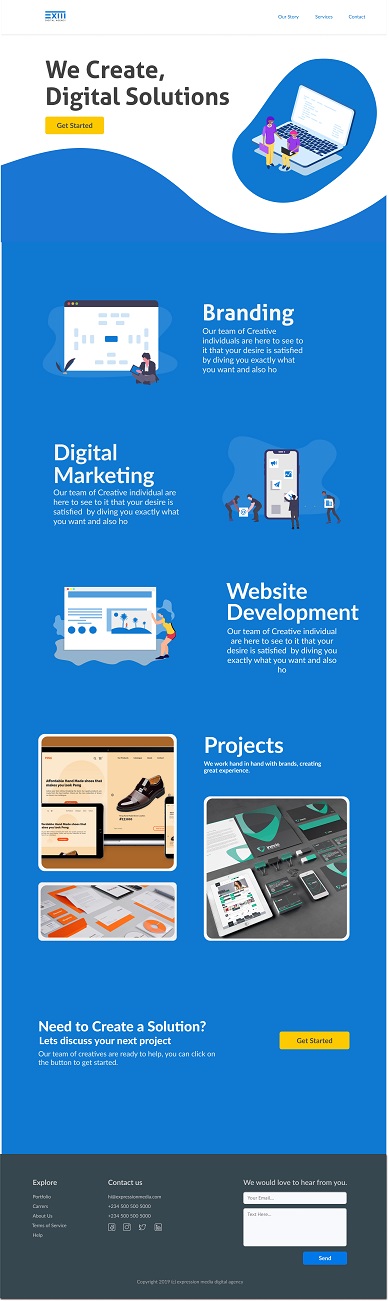 EXM
Our Story Services Contact
We Create,
Digital Solutions
Get Started
Branding
Our team of Creative
individuals are here to see to
it that your desire is satisfied
by diving you exactly what
you want and also ho
Digital
Marketing
Our team of Creative individual are
here to see to it that your desire is
satisfied by diving you exactly what
you want and also ho
Website
Development
Our team of Creative individual
are here to see to it that your
desire is satisfied by diving you
exactly what you want and also
ho
Projects
We work hand in hand with brands, creating
great experience.
Affordable Hand Made shoes that
makes you look Peng
Need to Create a Solution?
Lets discuss your next project
Our team of creatives are ready to help, you can click on
the button to get started.
Get Started
Explore
Portfolio
Carrers
About Us
Terms of Service
Help
Contact us
hi@expressionmedia.com
+234 500 500 5000
+234 500 500 5000
We would love to hear from you.
Your Email...
Text Here...
Send
Copyright 2019 (c) expression media digital agency